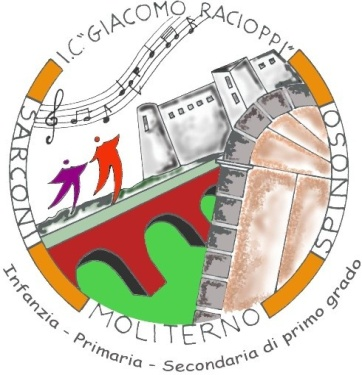 I.C. "GIACOMO RACIOPPI"
SARCONI
SPINOSO
MOLITERNO
Infanzia - Primaria - Secondaria di primo grado